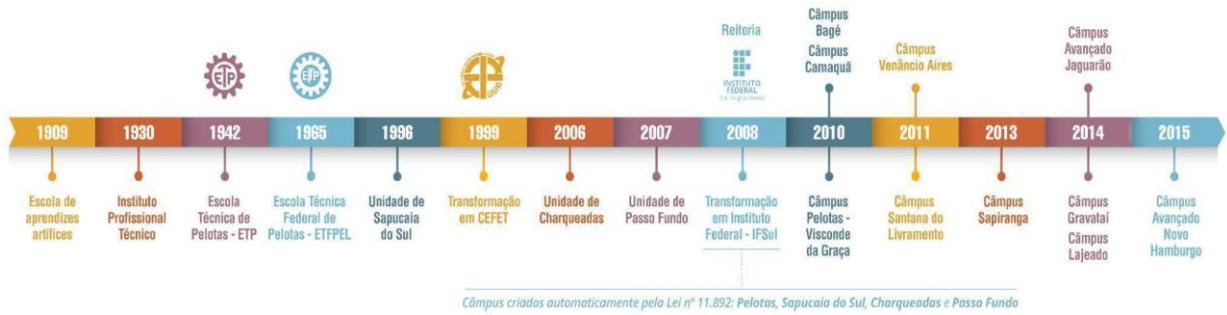 Reitoria
Câmpus
Bagé
Câmpus
Camaquã
Câmpus
Venâncio Aires
Câmpus
Avançado
Jaguarão
ETP
ETFP
INSTITUTO
FEDERAL
1909
1930
1942
1965
1996
1999
2006
2007
2008
2010
2011
2013
2014
2015
Escola de
aprendizes
artífices
Instituto
Profissional
Técnico
Escola
Técnica de
Pelotas - ETP
Escola Técnica
Federal de
Pelotas - ETFPEL
Unidade de
Sapucaia
do Sul
Transformação
em CEFET
Unidade de
Charqueadas
Unidade de
Passo Fundo
Transformação
em Instituto
Federal - IFSul
Câmpus
Pelotas -
Visconde
da Graça
Câmpus
Santana do
Livramento
Câmpus
Sapiranga
Câmpus
Gravataí
Câmpus
Lajeado
Câmpus
Avançado
Novo
Hamburgo
Câmpus criados automaticamente pela Lei nº 11.892: Pelotas, Sapucaia do Sul, Charqueadas e Passo Fundo